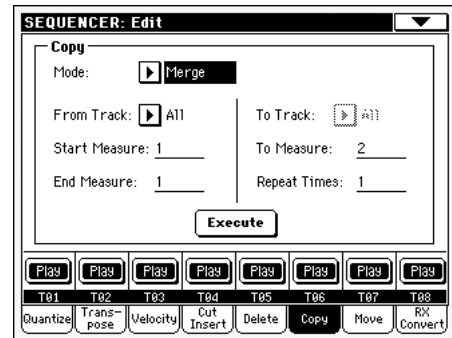 SEQUENCER: Edit
Copy
Mode: Merge
From Track: All To Track: All
Start Measure: 1 To Measure: 2
End Measure: 1 Repeat Times: 1
Execute
Play Play Play Play Play Play Play Play
T01 T02 T03 T04 T05 T06 T07 T08
Quantize Trans-pose Velocity Cut Insert Delete Copy Move RX Convert